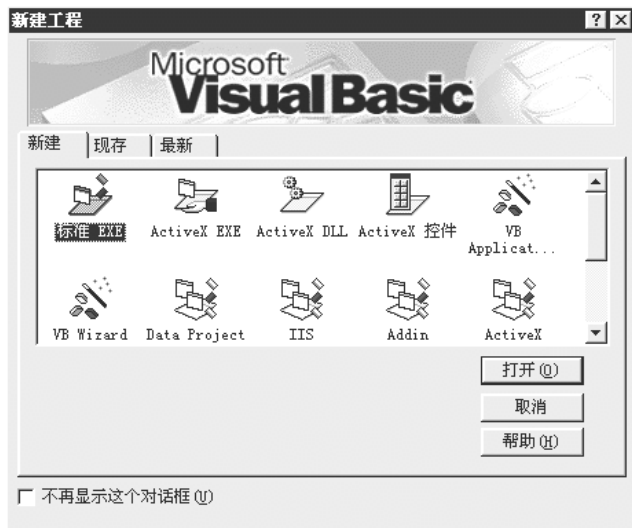 新建工程
Microsoft
Visual Basic
新建 现存 最新
标准 EXE ActiveX EXE ActiveX DLL ActiveX 控件 VB
Applicat...
VB Wizard Data Project IIS Addin ActiveX
打开(O)
取消
帮助(H)
不再显示这个对话框(U)